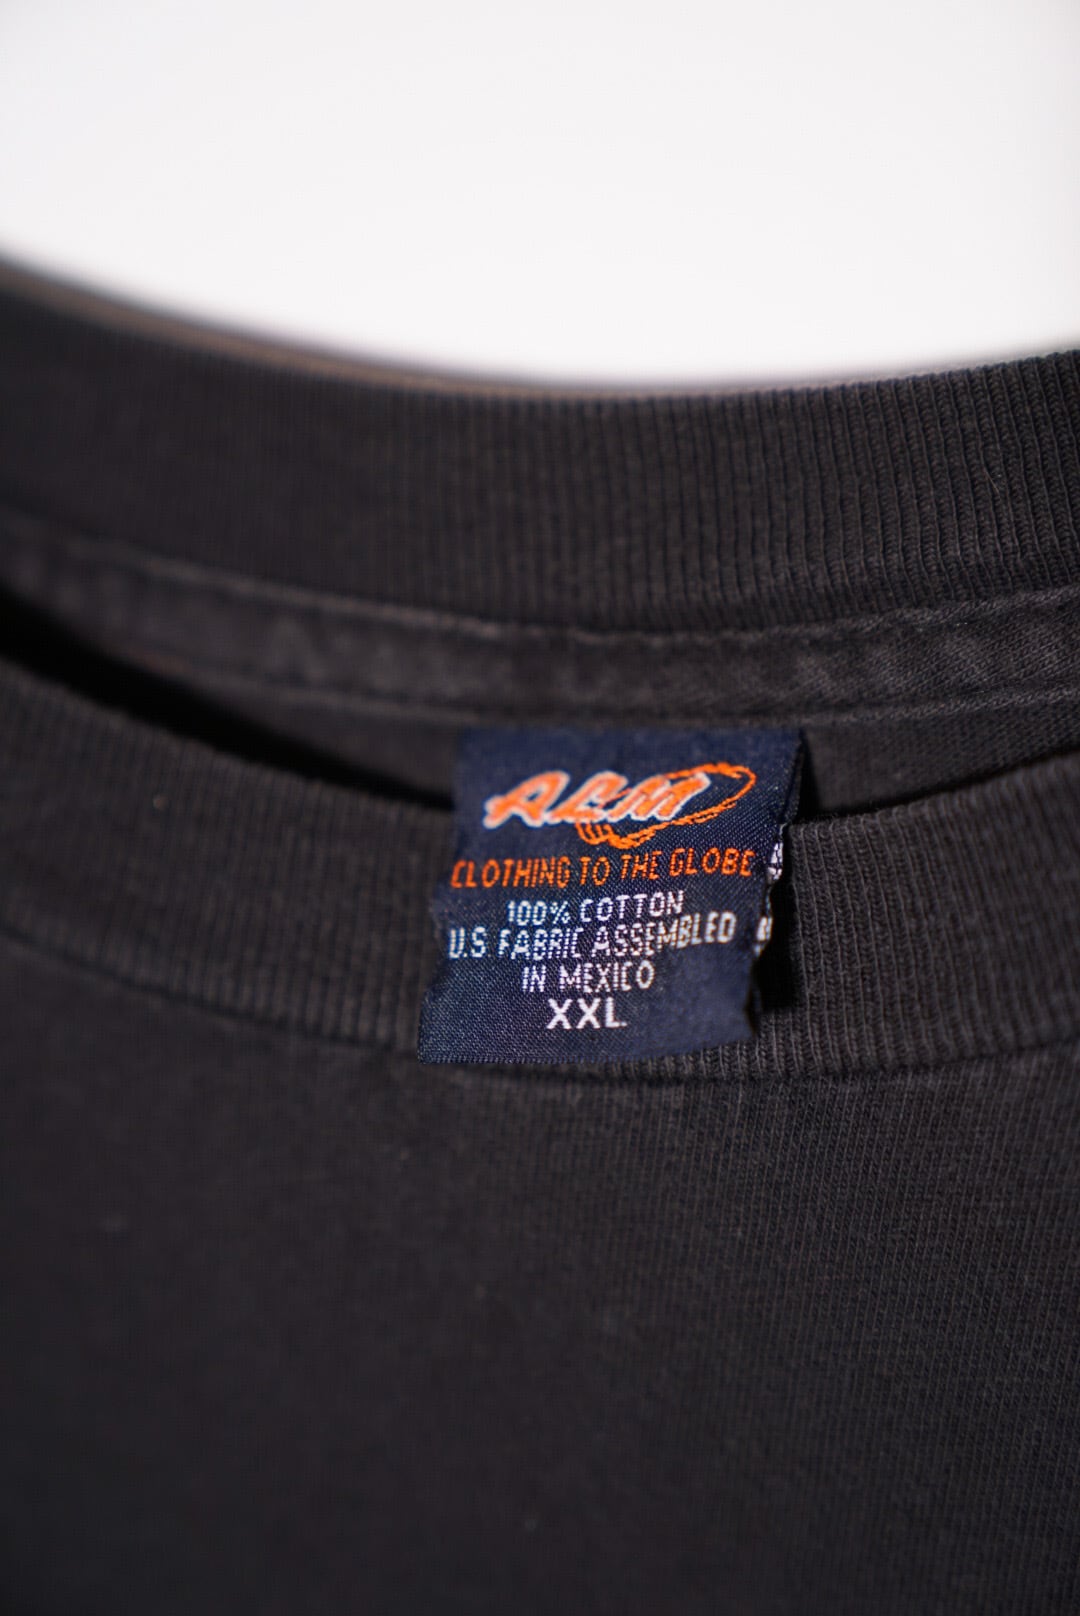 ALM
CLOTHING TO THE GLOBE
100% COTTON
U.S FABRIC ASSEMBLED
IN MEXICO
XXL